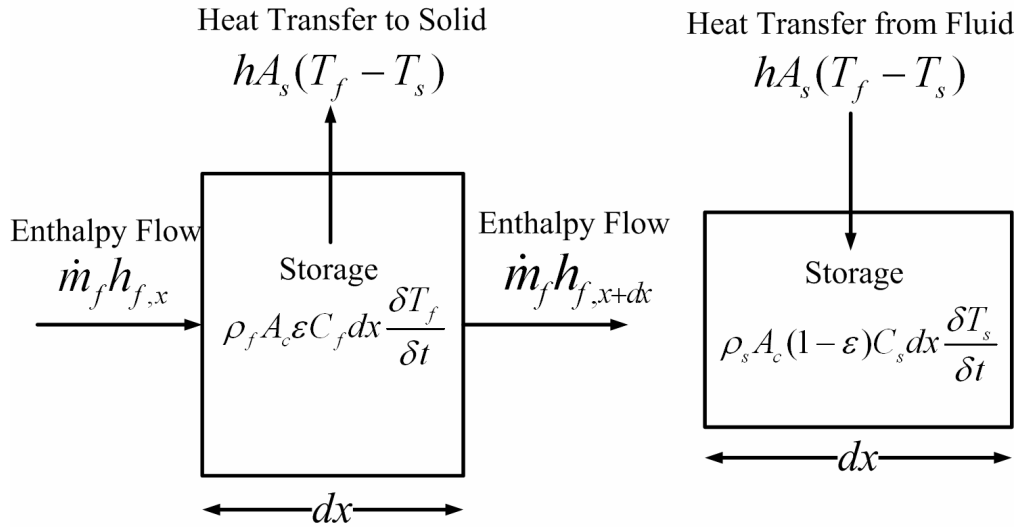 Heat Transfer to Solid
hA_s(T_f − T_s)
Enthalpy Flow
ṁ_f h_{f,x}
Storage
ρ_f A_c εC_f dx δT_f/δt
Enthalpy Flow
ṁ_f h_{f,x+dx}
dx
Heat Transfer from Fluid
hA_s(T_f − T_s)
Storage
ρ_s A_c (1 − ε)C_s dx δT_s/δt
dx